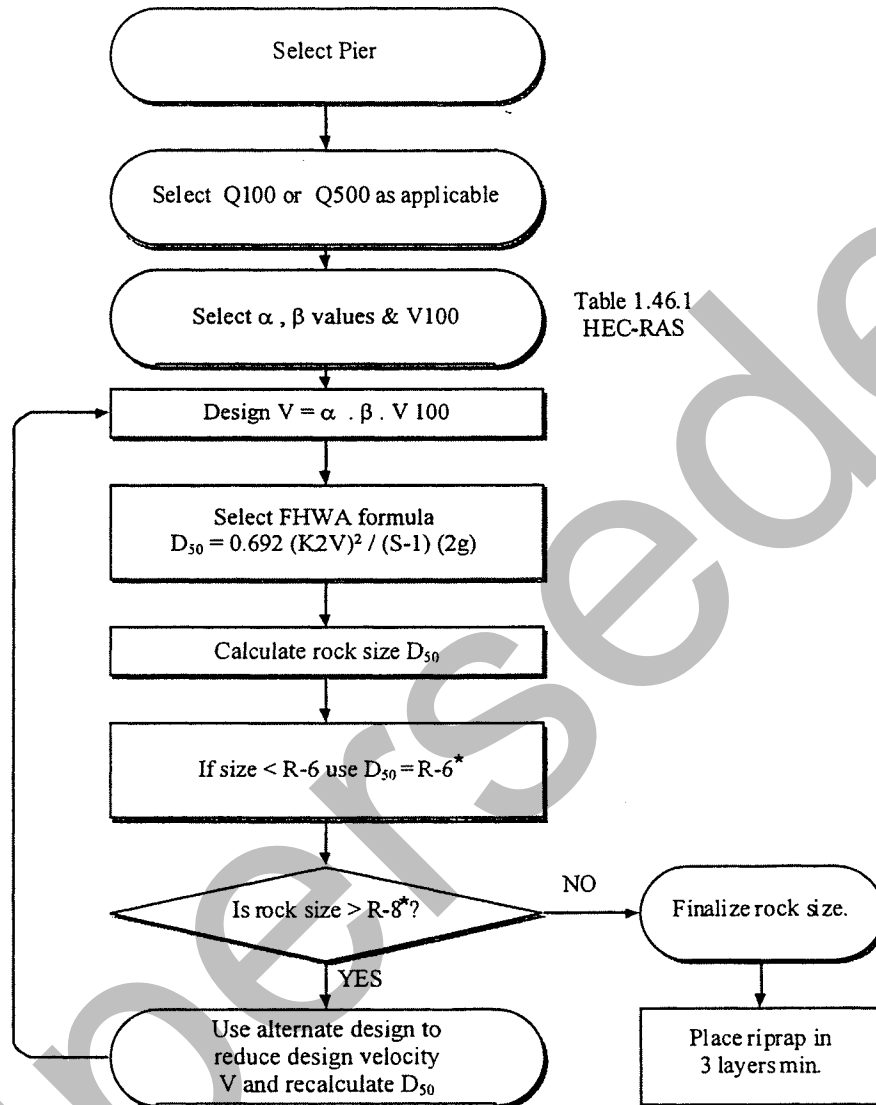 Select Pier
Select Q100 or Q500 as applicable
Select α , β values & V100
Table 1.46.1
HEC-RAS
Design V = α . β . V 100
Select FHWA formula
D₅₀ = 0.692 (K2V)² / (S-1) (2g)
Calculate rock size D₅₀
If size < R-6 use D₅₀ = R-6*
Is rock size > R-8*?
NO
Finalize rock size.
YES
Use alternate design to
reduce design velocity
V and recalculate D₅₀
Place riprap in
3 layers min.
persede